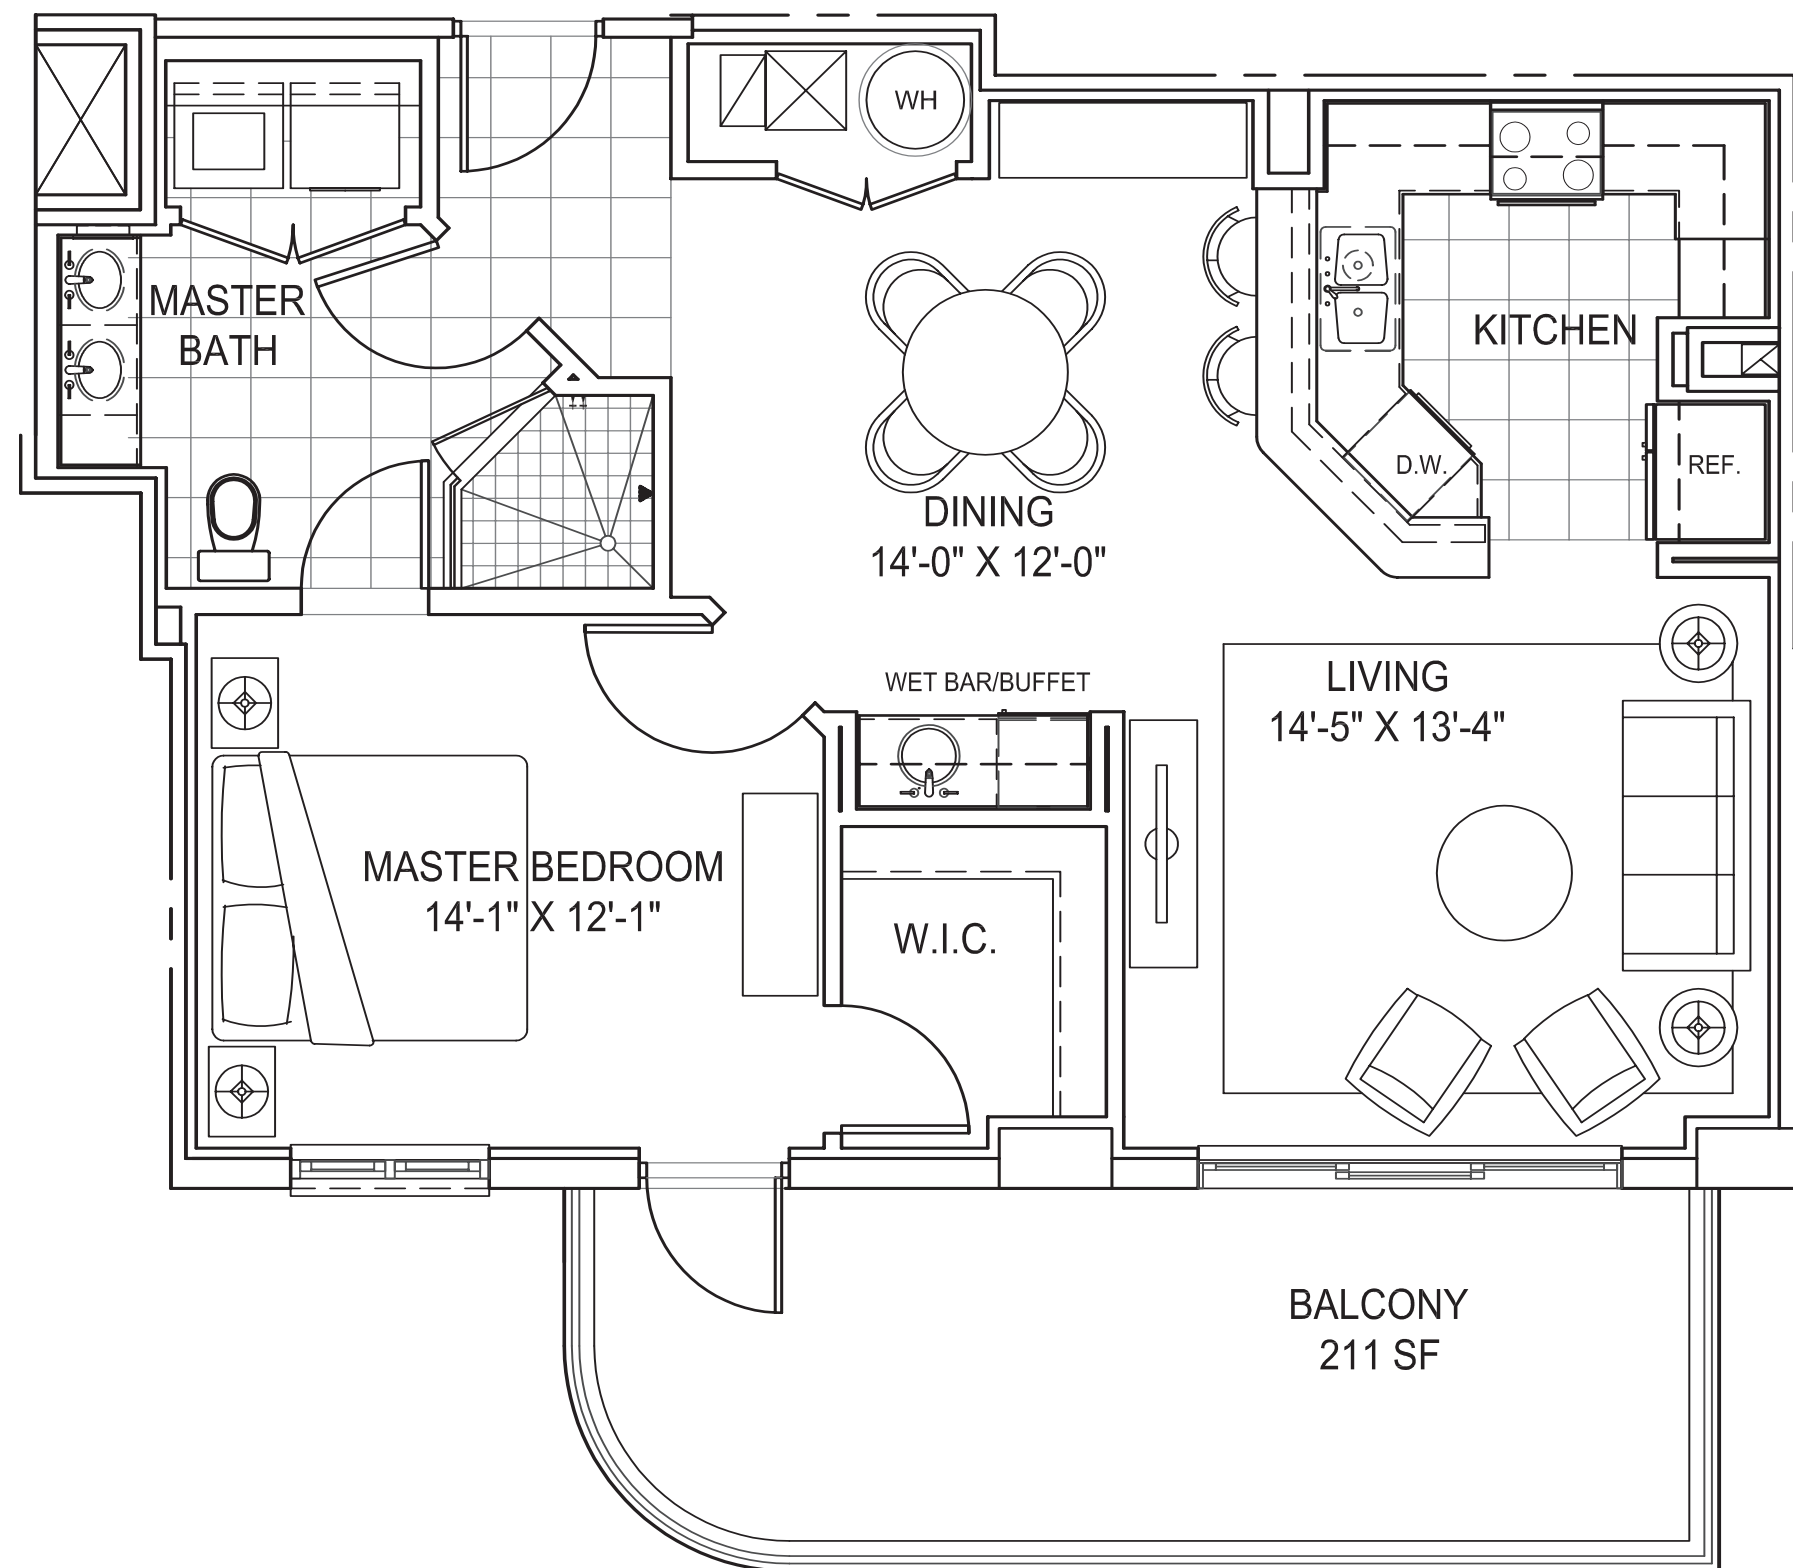 WH
MASTER
BATH
KITCHEN
D.W.
REF.
DINING
14'-0" X 12'-0"
WET BAR/BUFFET
LIVING
14'-5" X 13'-4"
MASTER BEDROOM
14'-1" X 12'-1"
W.I.C.
BALCONY
211 SF